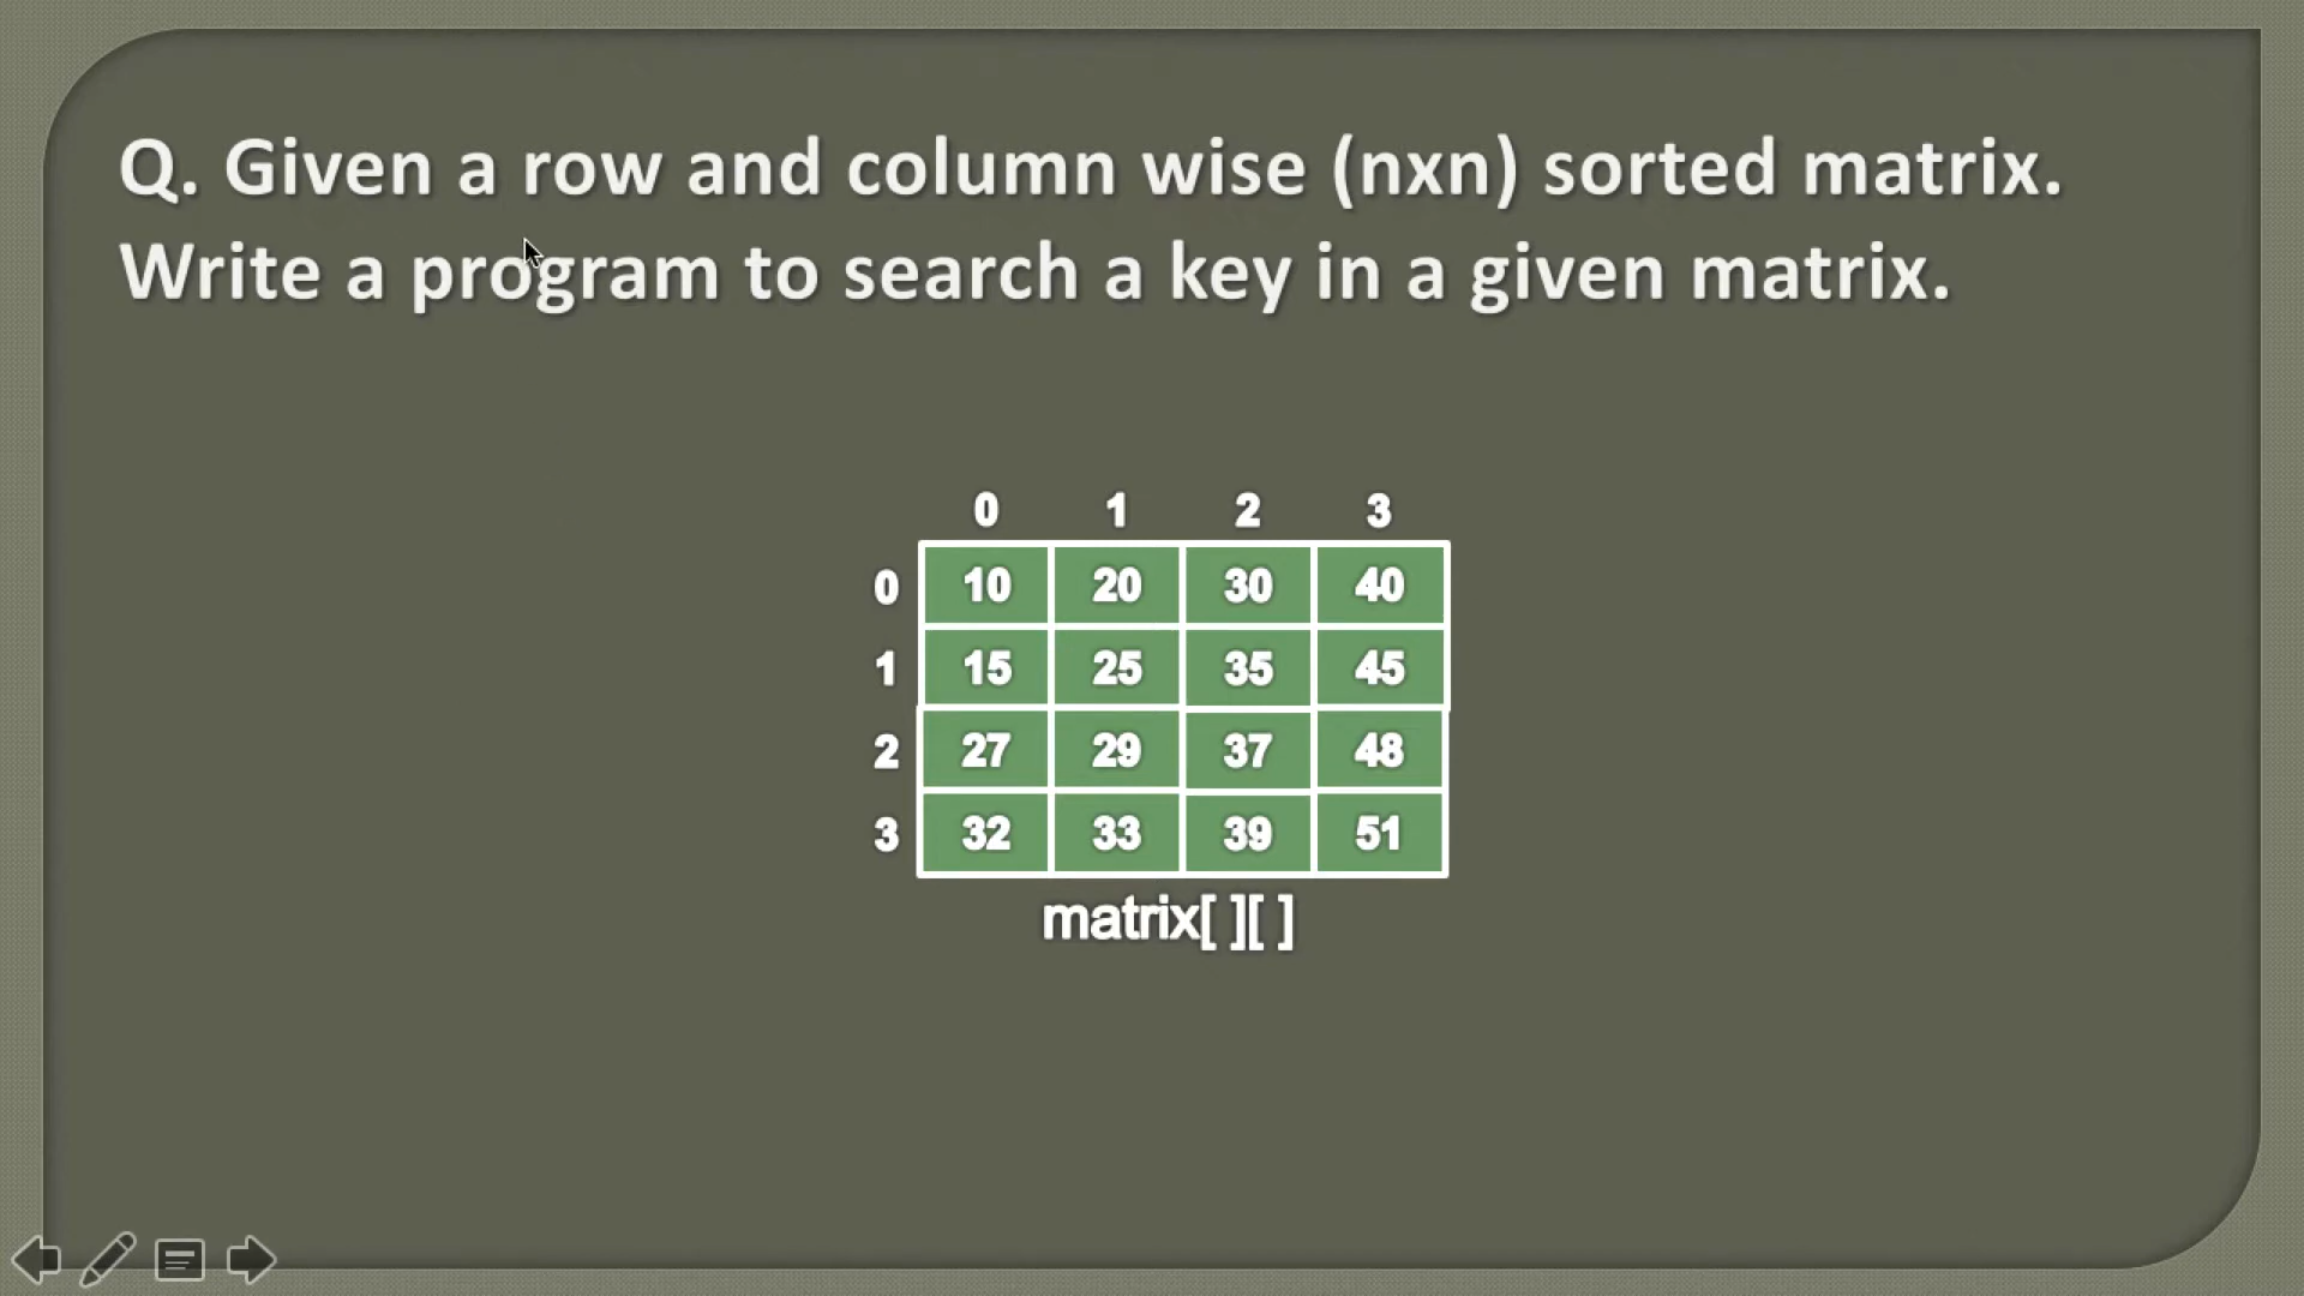 Q. Given a row and column wise (nxn) sorted matrix.
Write a program to search a key in a given matrix.
0 1 2 3
0 10 20 30 40
1 15 25 35 45
2 27 29 37 48
3 32 33 39 51
matrix[ ][ ]